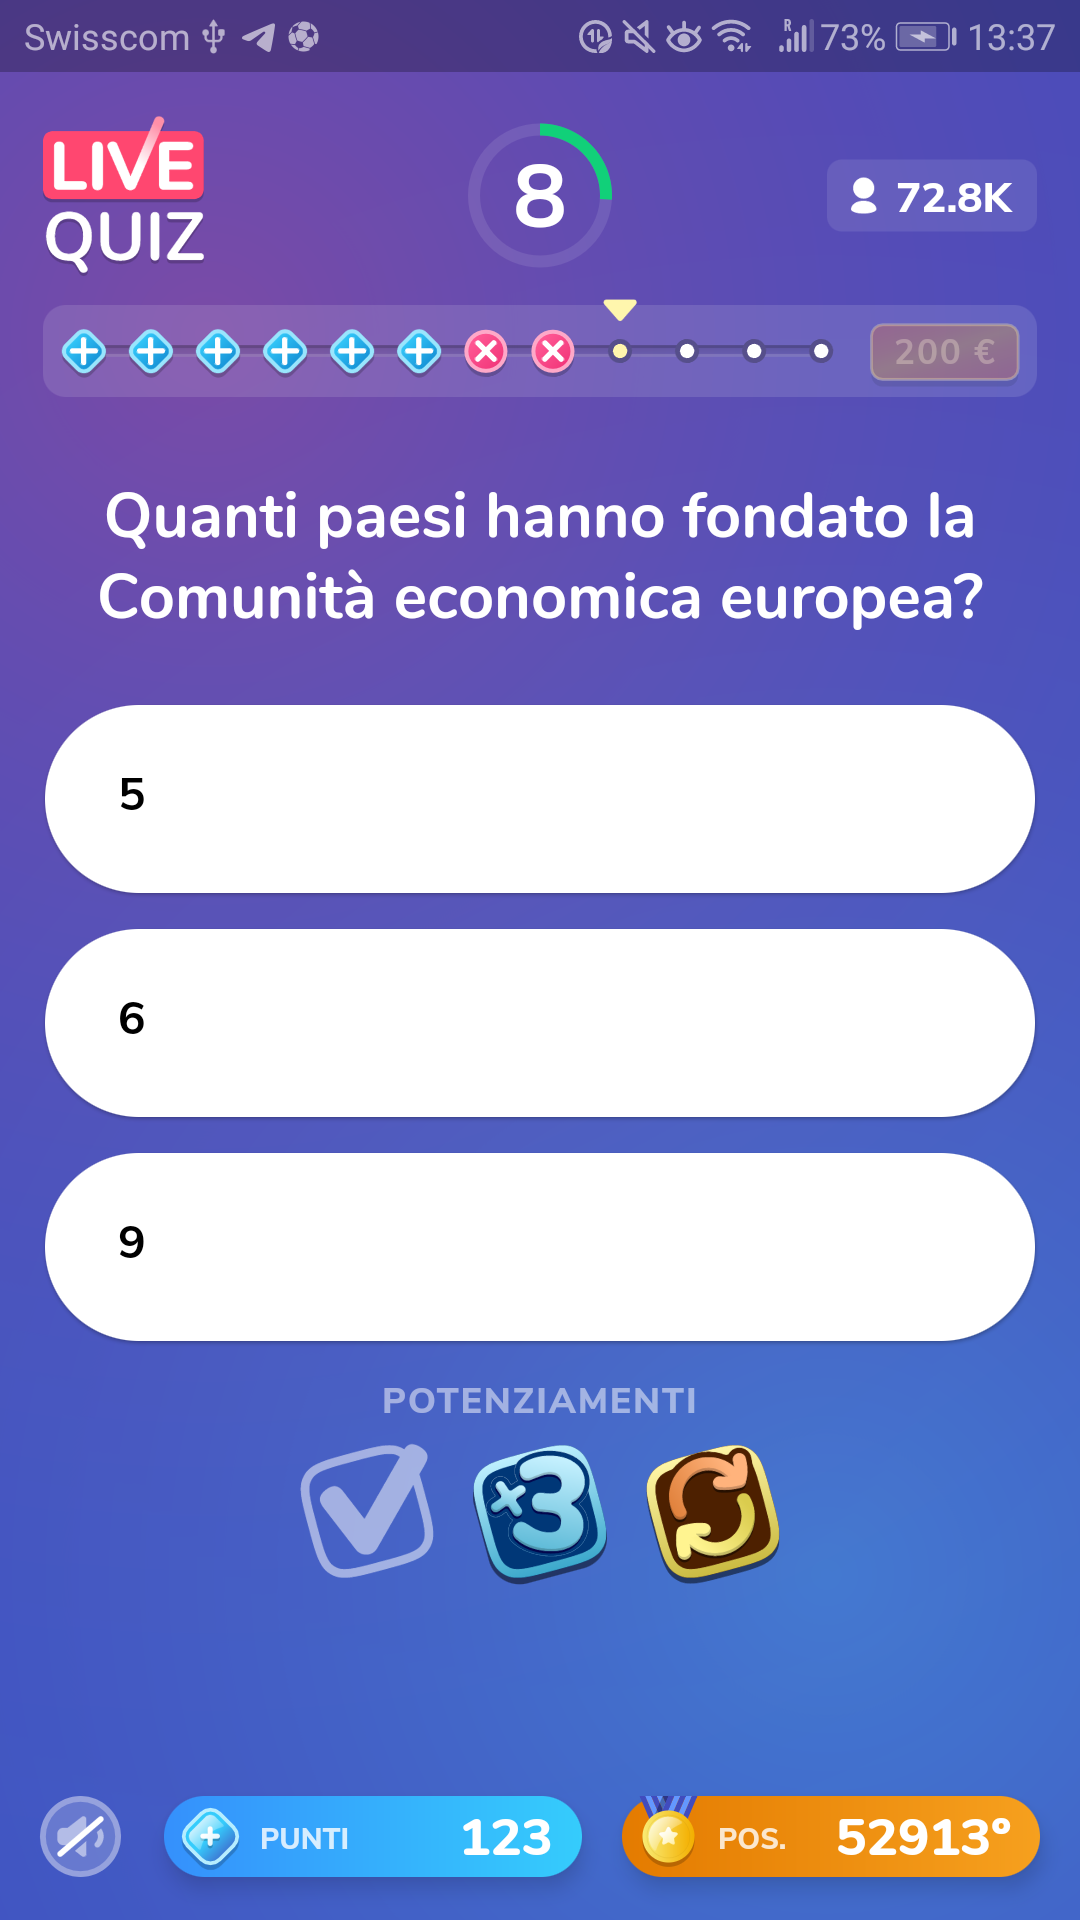 Swisscom R 73% 13:37
LIVE
QUIZ
8
72.8K
200 €
Quanti paesi hanno fondato la
Comunità economica europea?
5
6
9
POTENZIAMENTI
×3
PUNTI 123
POS. 52913°